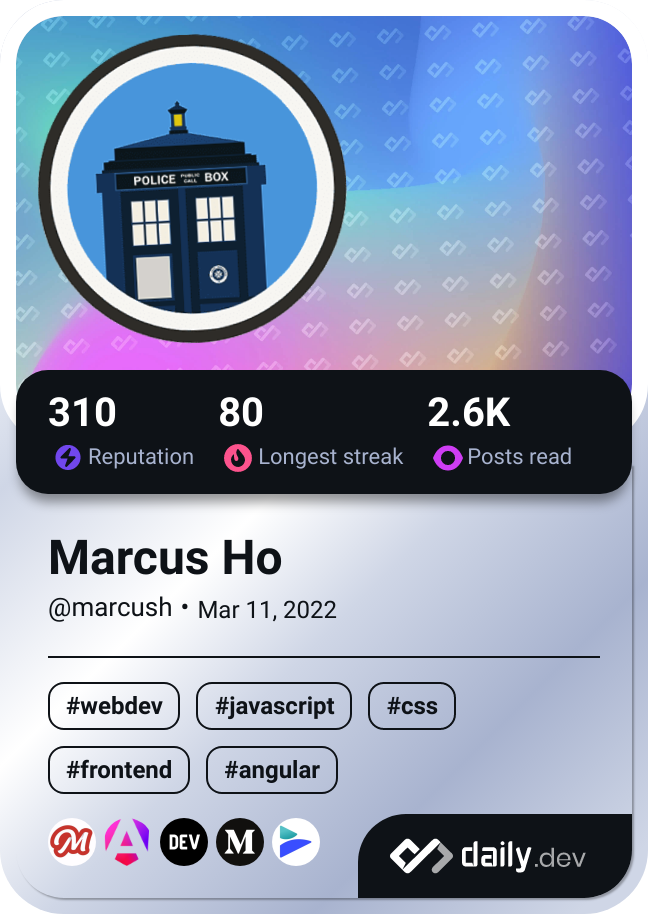 POLICE PUBLIC CALL BOX
310 80 2.6K
Reputation Longest streak Posts read
Marcus Ho
@marcush • Mar 11, 2022
#webdev #javascript #css
#frontend #angular
M A DEV M
daily.dev